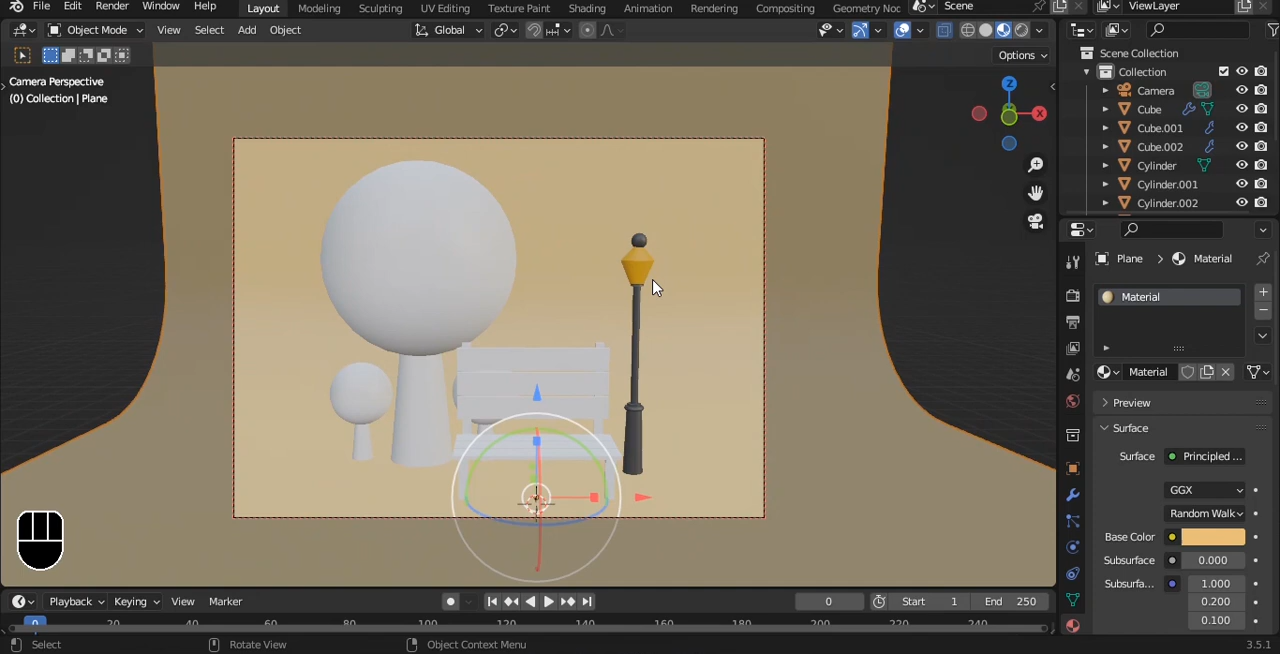 File Edit Render Window Help Layout Modeling Sculpting UV Editing Texture Paint Shading Animation Rendering Compositing Geometry Noc Scene ViewLayer
Object Mode View Select Add Object Global
Options
Camera Perspective
(0) Collection | Plane
Z
X
Scene Collection
Collection
Camera
Cube
Cube.001
Cube.002
Cylinder
Cylinder.001
Cylinder.002
Plane Material
Material
Material
Preview
Surface
Surface Principled ...
GGX
Random Walk
Base Color
Subsurface 0.000
Subsurfa... 1.000
0.200
0.100
Playback Keying View Marker 0 Start 1 End 250
0 20 40 60 80 100 120 140 160 180 200 220 240
Select Rotate View Object Context Menu 3.5.1